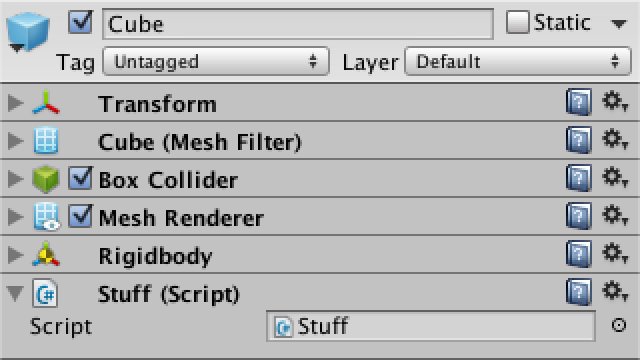 Cube Static
Tag Untagged Layer Default
Transform
Cube (Mesh Filter)
Box Collider
Mesh Renderer
Rigidbody
Stuff (Script)
Script Stuff